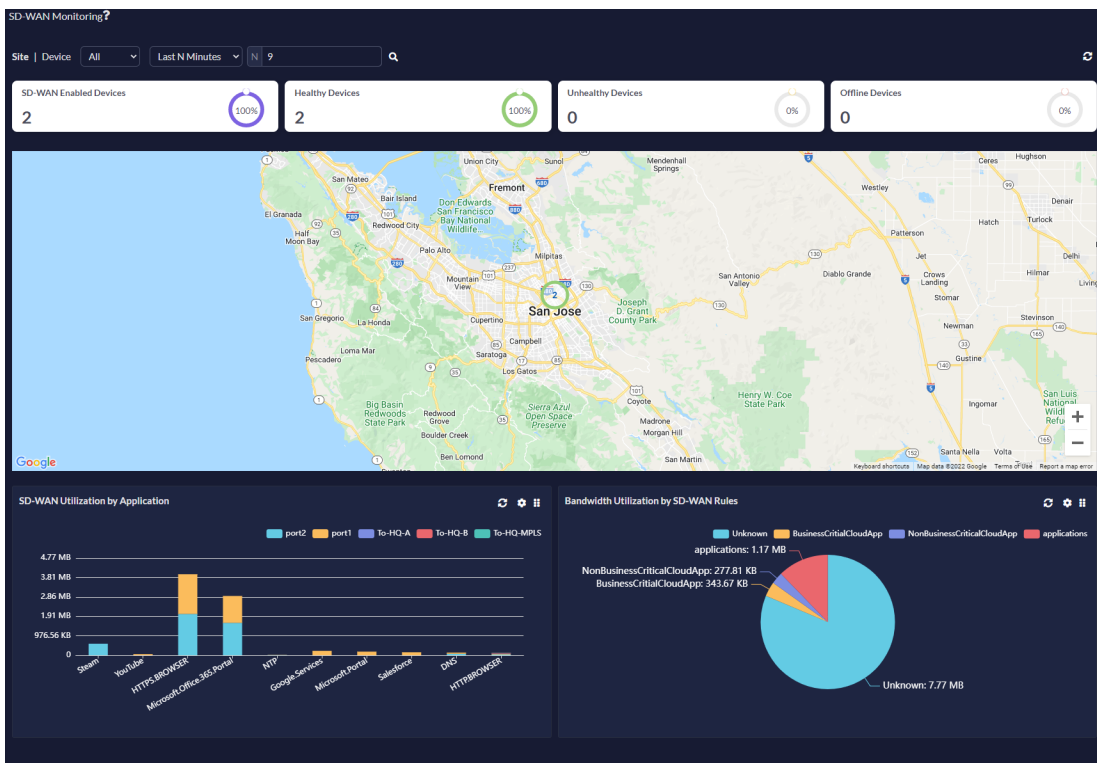 SD-WAN Monitoring?
Site | Device All Last N Minutes N 9
SD-WAN Enabled Devices
2
100%
Healthy Devices
2
100%
Unhealthy Devices
0
0%
Offline Devices
0
0%
Union City
Sunol
Mendenhall
Springs
Ceres
Hughson
San Mateo
Fremont
Westley
Denair
Bair Island
Don Edwards
San Francisco
Bay National
Wildlife
El Granada
Redwood City
Half
Moon Bay
Hatch
Turlock
Patterson
Palo Alto
Milpitas
Jet
Delhi
Mountain
View
San Antonio
Valley
Diablo Grande
Crows
Landing
Hilmar
Living
2
San Jose
Joseph
D. Grant
County Park
Stomar
San Gregorio
La Honda
Cupertino
Newman
Stevinson
Campbell
Loma Mar
Saratoga
Pescadero
Los Gatos
Gustine
Big Basin
Redwoods
State Park
Redwood
Grove
Sierra Azul
Open Space
Preserve
Coyote
Henry W. Coe
State Park
Ingomar
San Luis
National
Wildl
Refu
Madrone
Boulder Creek
Morgan Hill
Ben Lomond
San Martin
Santa Nella
Volta
Google
Keyboard shortcuts Map data ©2022 Google Terms of Use Report a map error
SD-WAN Utilization by Application
port2 port1 To-HQ-A To-HQ-B To-HQ-MPLS
4.77 MB
3.81 MB
2.86 MB
1.91 MB
976.56 KB
0
Steam
YouTube
HTTPS.BROWSER
Microsoft.Office.365.Portal
NTP
Google.Services
Microsoft.Portal
Salesforce
DNS
HTTP.BROWSER
Bandwidth Utilization by SD-WAN Rules
Unknown BusinessCritialCloudApp NonBusinessCriticalCloudApp applications
applications: 1.17 MB
NonBusinessCriticalCloudApp: 277.81 KB
BusinessCritialCloudApp: 343.67 KB
Unknown: 7.77 MB